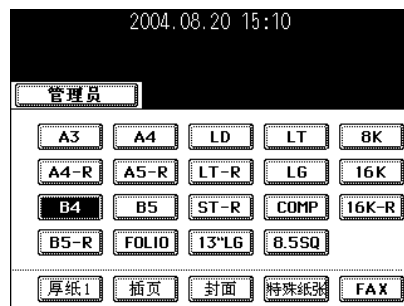 2004.08.20 15:10
管理员
A3 A4 LD LT 8K
A4-R A5-R LT-R LG 16K
B4 B5 ST-R COMP 16K-R
B5-R FOLIO 13"LG 8.5SQ
厚纸1 插页 封面 特殊纸张 FAX